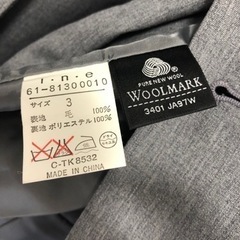 i.n.e
61-81300010
サイズ 3
表地 毛 100%
裏地 ポリエステル 100%
C-TK8532
MADE IN CHINA
PURE NEW WOOL
WOOLMARK
3401 JA97W